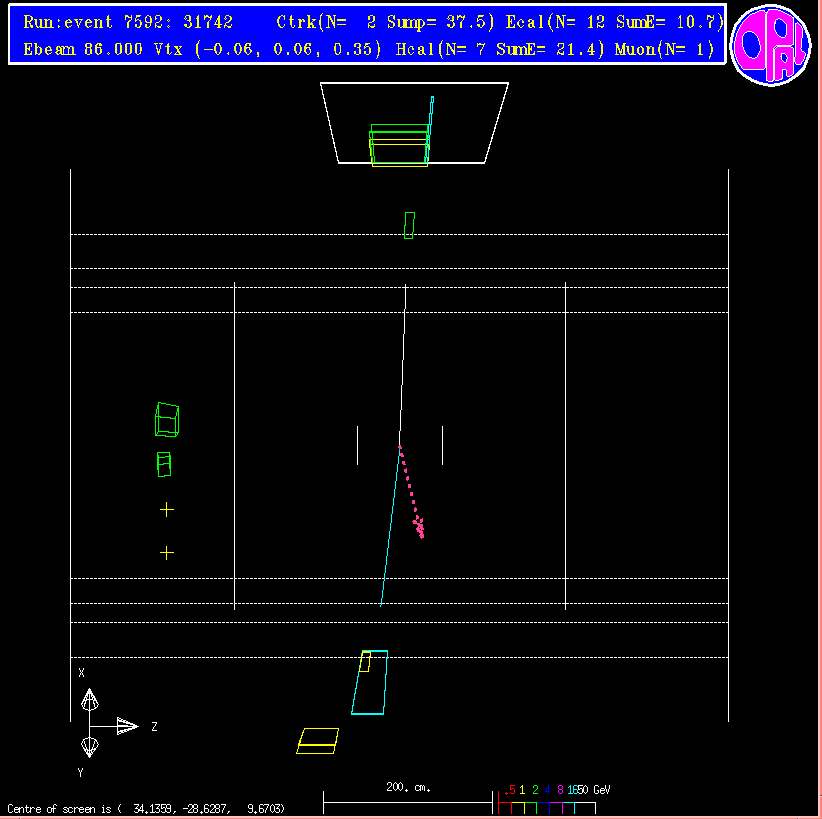 Run:event 7592: 31742 Ctrk(N= 2 Sump= 37.5) Ecal(N= 12 SumE= 10.7)
Ebeam 86.000 Vtx (-0.06, 0.06, 0.35) Hcal(N= 7 SumE= 21.4) Muon(N= 1)
OPAL
X
Z
Y
200. cm.
.5 1 2 4 8 1650 GeV
Centre of screen is ( 34.1359, -28.6287, 9.6703)